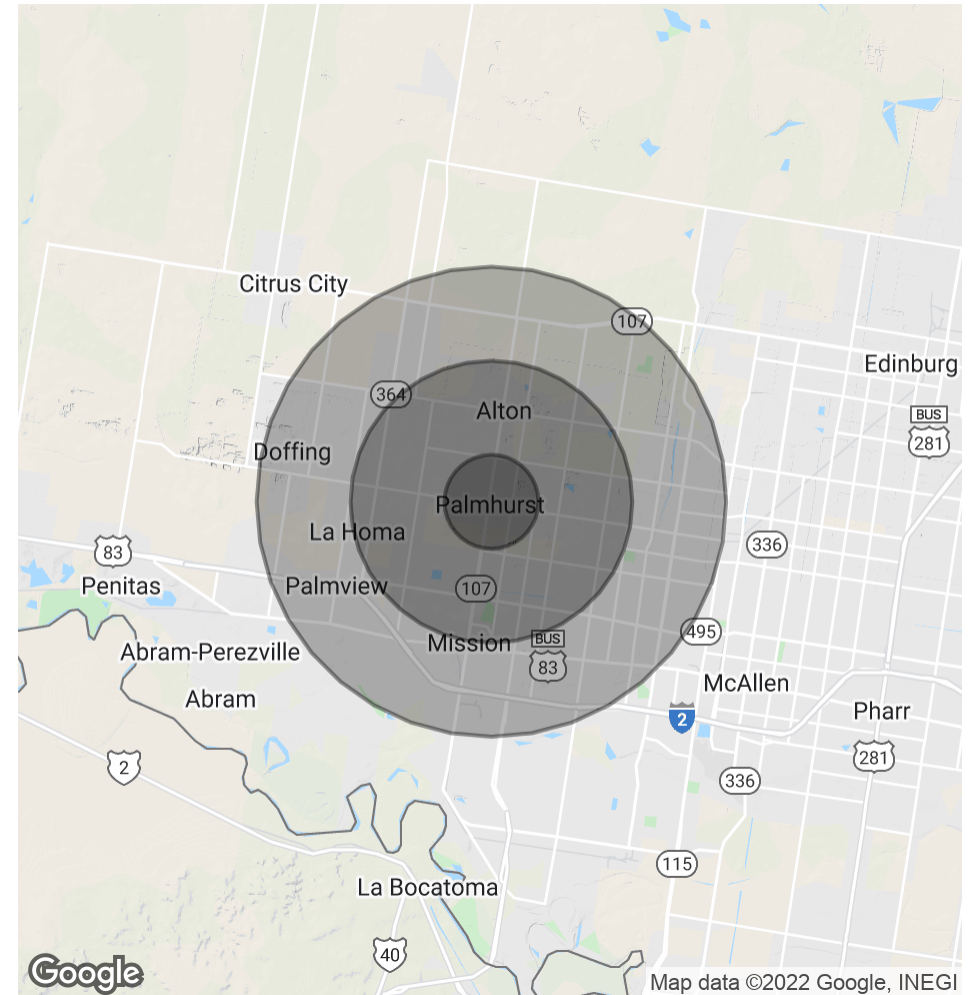 Citrus City
107
Edinburg
364
Alton
BUS
281
Doffing
Palmhurst
La Homa
336
83
Penitas
Palmview
107
495
Mission
BUS
83
Abram-Perezville
McAllen
Abram
Pharr
2
281
2
336
115
La Bocatoma
40
Google
Map data ©2022 Google, INEGI